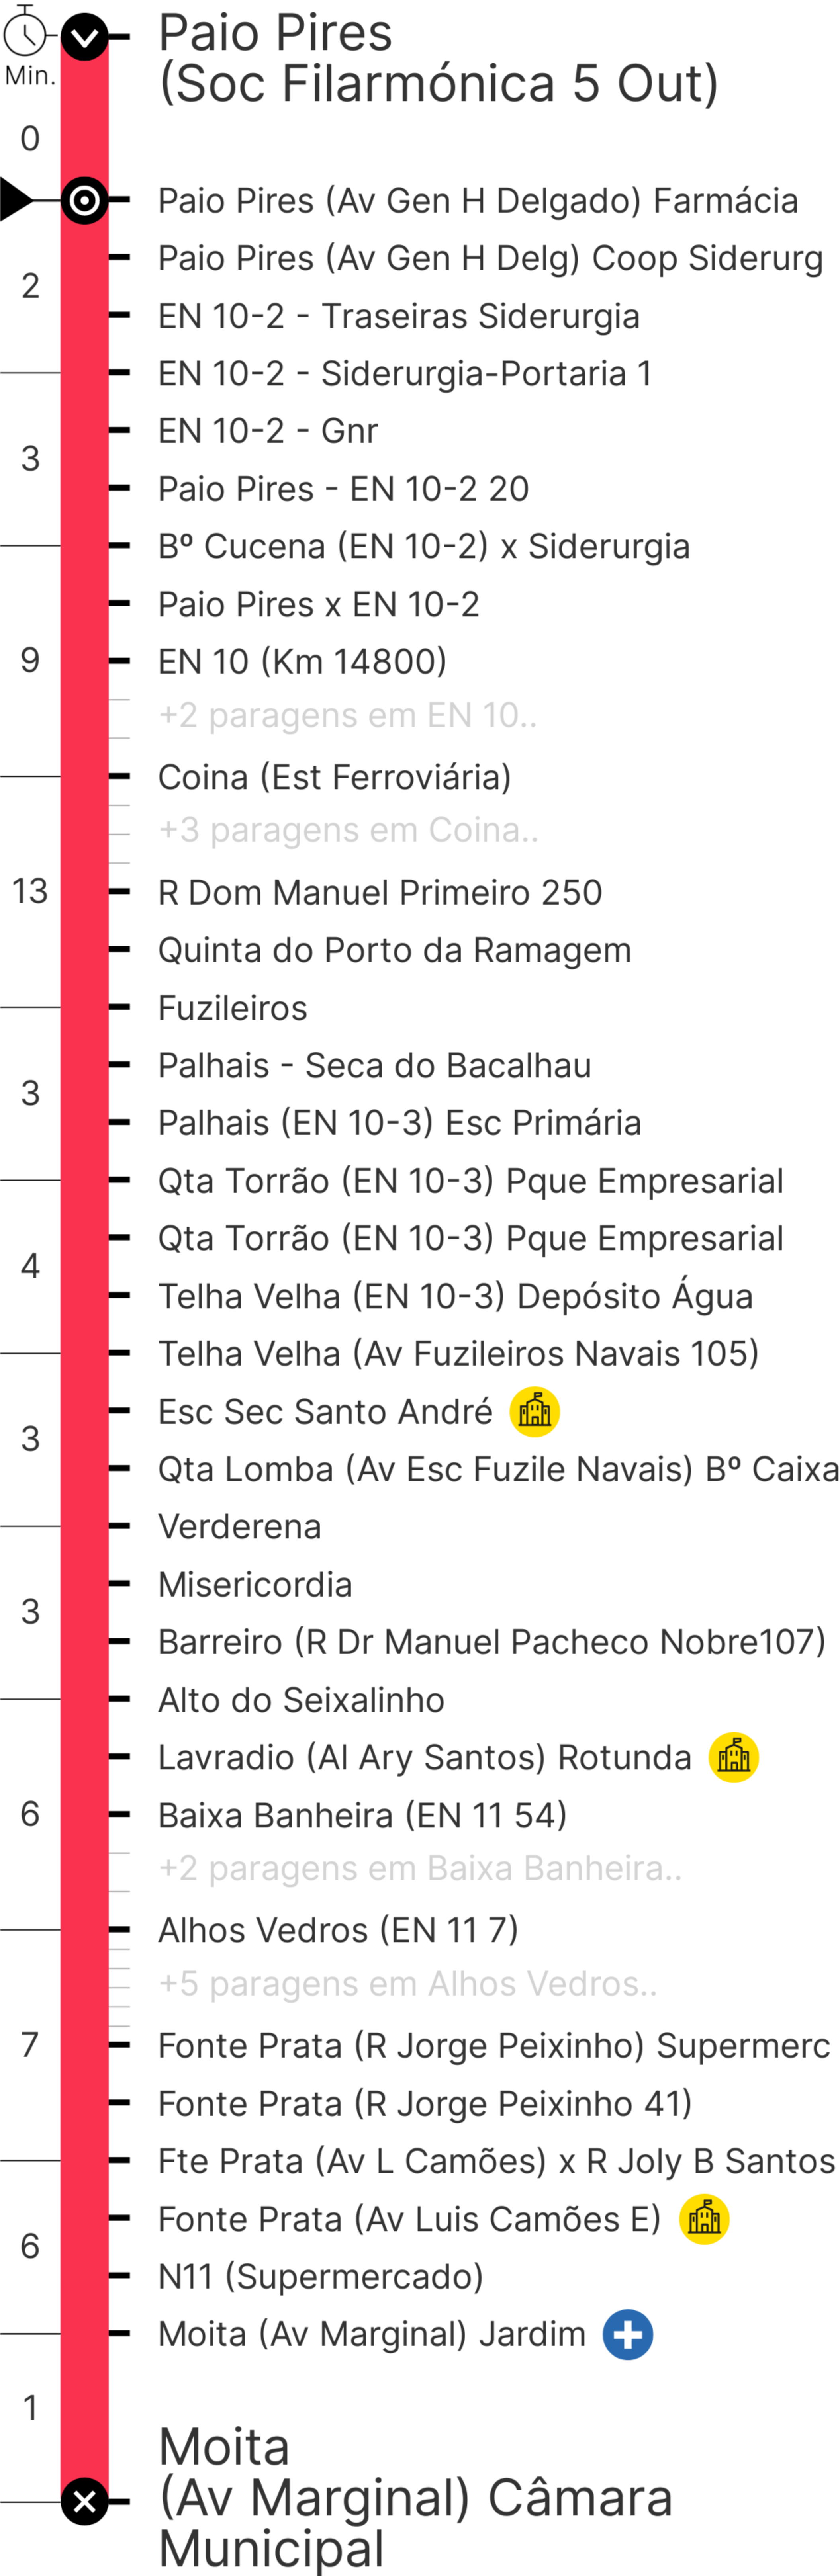 Paio Pires
(Soc Filarmónica 5 Out)
Min.
0
Paio Pires (Av Gen H Delgado) Farmácia
Paio Pires (Av Gen H Delg) Coop Siderurg
2
EN 10-2 - Traseiras Siderurgia
EN 10-2 - Siderurgia-Portaria 1
EN 10-2 - Gnr
3
Paio Pires - EN 10-2 20
Bº Cucena (EN 10-2) x Siderurgia
Paio Pires x EN 10-2
9
EN 10 (Km 14800)
+2 paragens em EN 10..
Coina (Est Ferroviária)
+3 paragens em Coina..
13
R Dom Manuel Primeiro 250
Quinta do Porto da Ramagem
Fuzileiros
Palhais - Seca do Bacalhau
3
Palhais (EN 10-3) Esc Primária
Qta Torrão (EN 10-3) Pque Empresarial
Qta Torrão (EN 10-3) Pque Empresarial
4
Telha Velha (EN 10-3) Depósito Água
Telha Velha (Av Fuzileiros Navais 105)
Esc Sec Santo André
3
Qta Lomba (Av Esc Fuzile Navais) Bº Caixa
Verderena
Misericordia
3
Barreiro (R Dr Manuel Pacheco Nobre107)
Alto do Seixalinho
Lavradio (Al Ary Santos) Rotunda
6
Baixa Banheira (EN 11 54)
+2 paragens em Baixa Banheira..
Alhos Vedros (EN 11 7)
+5 paragens em Alhos Vedros..
7
Fonte Prata (R Jorge Peixinho) Supermerc
Fonte Prata (R Jorge Peixinho 41)
Fte Prata (Av L Camões) x R Joly B Santos
Fonte Prata (Av Luis Camões E)
6
N11 (Supermercado)
Moita (Av Marginal) Jardim
1
Moita
(Av Marginal) Câmara
Municipal